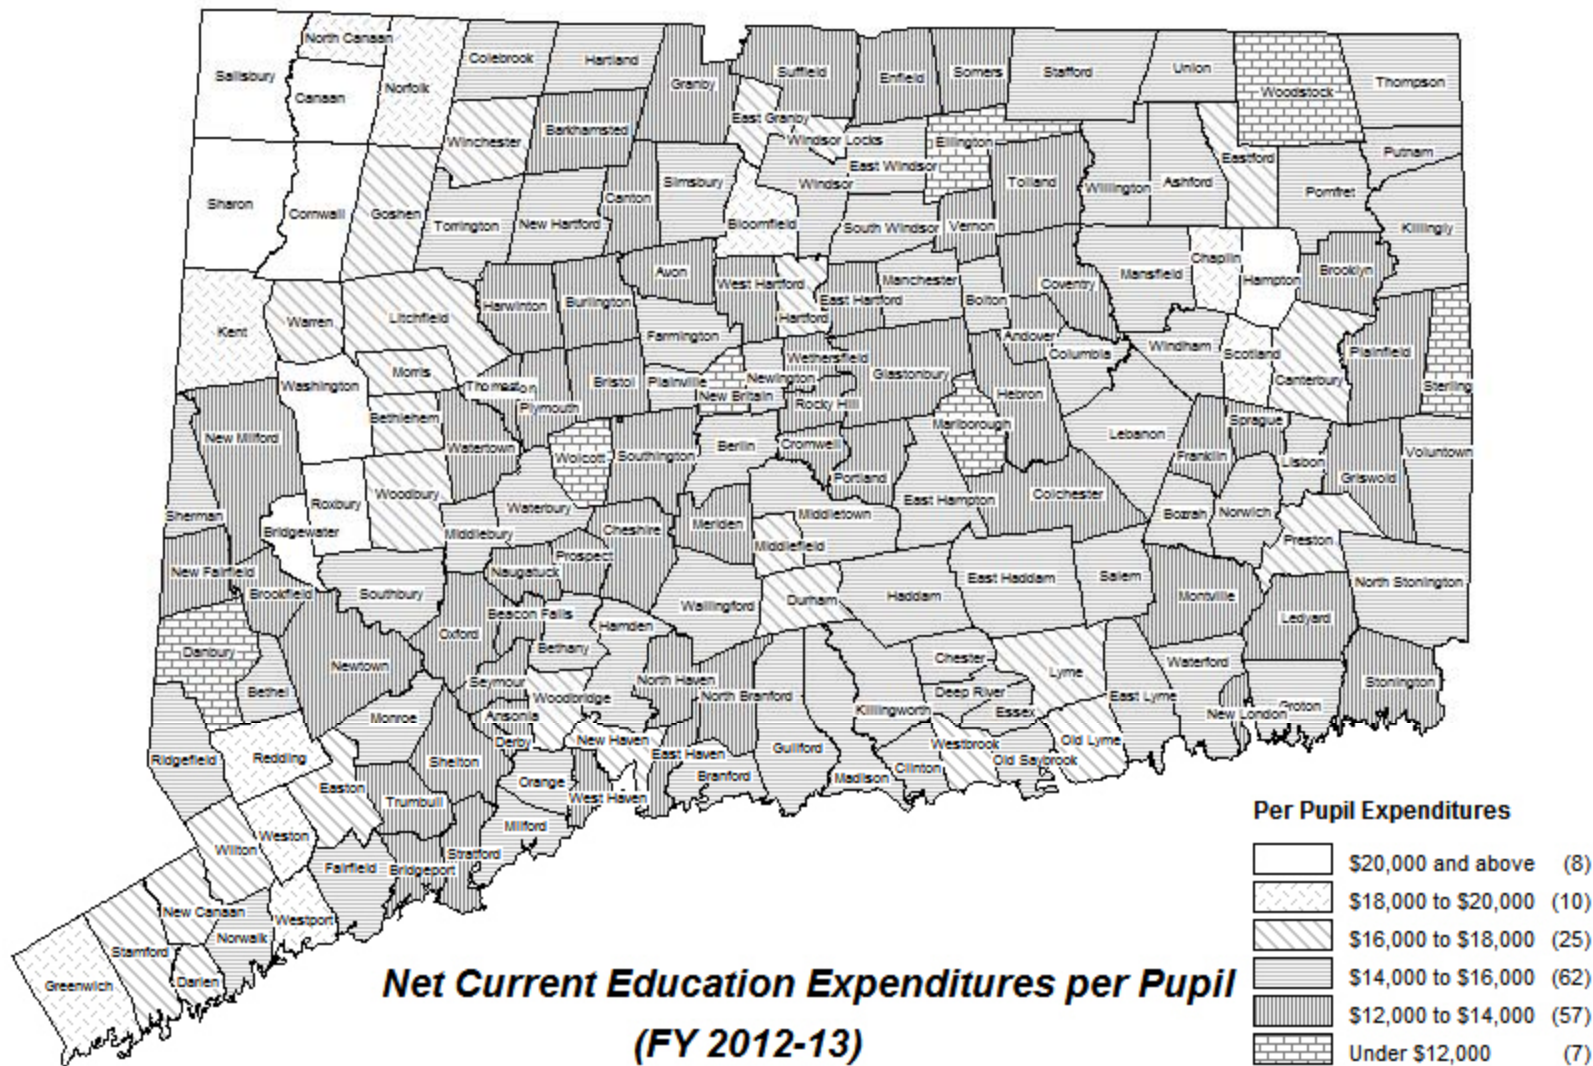 North Canaan
Colebrook
Hartland
Salisbury
Canaan
Norfolk
Granby
Suffield
Enfield
Somers
Stafford
Union
Woodstock
Thompson
Winchester
Barkhamsted
East Granby
Windsor Locks
East Windsor
Ellington
Eastford
Putnam
Sharon
Cornwall
Goshen
Torrington
New Hartford
Canton
Simsbury
Bloomfield
Windsor
South Windsor
Vernon
Tolland
Willington
Ashford
Pomfret
Killingly
Kent
Warren
Litchfield
Harwinton
Burlington
Avon
West Hartford
Hartford
East Hartford
Manchester
Bolton
Coventry
Mansfield
Chaplin
Hampton
Brooklyn
Washington
Morris
Thomaston
Plymouth
Bristol
Farmington
Plainville
New Britain
Newington
Wethersfield
Rocky Hill
Glastonbury
Andover
Columbia
Hebron
Windham
Scotland
Canterbury
Plainfield
Sterling
New Milford
Bethlehem
Watertown
Wolcott
Southington
Berlin
Cromwell
Portland
Marlborough
Lebanon
Franklin
Sprague
Lisbon
Griswold
Voluntown
Sherman
Bridgewater
Roxbury
Woodbury
Middlebury
Waterbury
Cheshire
Meriden
Middletown
Middlefield
East Hampton
Colchester
Bozrah
Norwich
Preston
New Fairfield
Brookfield
Southbury
Naugatuck
Prospect
Wallingford
Durham
Haddam
East Haddam
Salem
Montville
Ledyard
North Stonington
Danbury
Bethel
Newtown
Oxford
Beacon Falls
Bethany
Hamden
Seymour
Woodbridge
North Haven
North Branford
Guilford
Killingworth
Chester
Deep River
Essex
Lyme
East Lyme
Waterford
New London
Groton
Stonington
Ridgefield
Redding
Monroe
Shelton
Ansonia
Derby
New Haven
East Haven
Branford
Madison
Clinton
Westbrook
Old Saybrook
Old Lyme
Easton
Trumbull
Orange
West Haven
Milford
Wilton
Weston
Fairfield
Bridgeport
Stratford
New Canaan
Norwalk
Westport
Greenwich
Stamford
Darien
Net Current Education Expenditures per Pupil
(FY 2012-13)
Per Pupil Expenditures
$20,000 and above (8)
$18,000 to $20,000 (10)
$16,000 to $18,000 (25)
$14,000 to $16,000 (62)
$12,000 to $14,000 (57)
Under $12,000 (7)